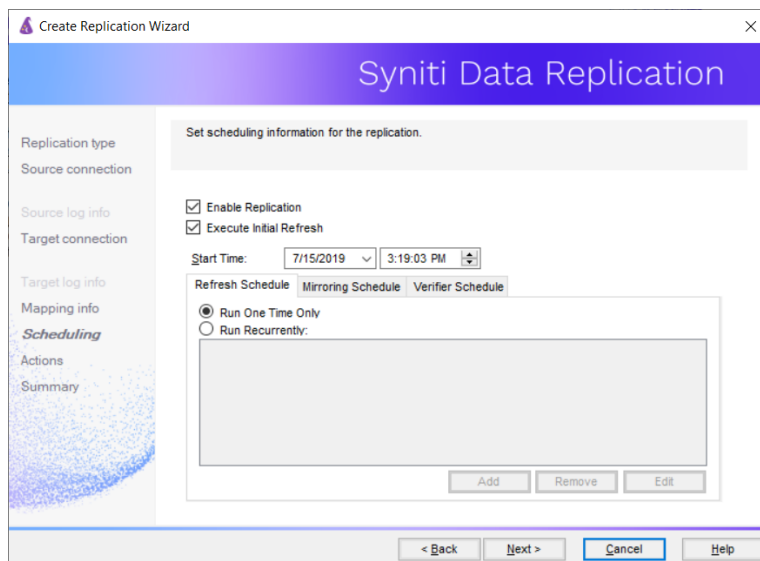 Create Replication Wizard
Syniti Data Replication
Replication type
Source connection
Source log info
Target connection
Target log info
Mapping info
Scheduling
Actions
Summary
Set scheduling information for the replication.
Enable Replication
Execute Initial Refresh
Start Time: 7/15/2019 3:19:03 PM
Refresh Schedule Mirroring Schedule Verifier Schedule
Run One Time Only
Run Recurrently:
Add Remove Edit
< Back Next > Cancel Help